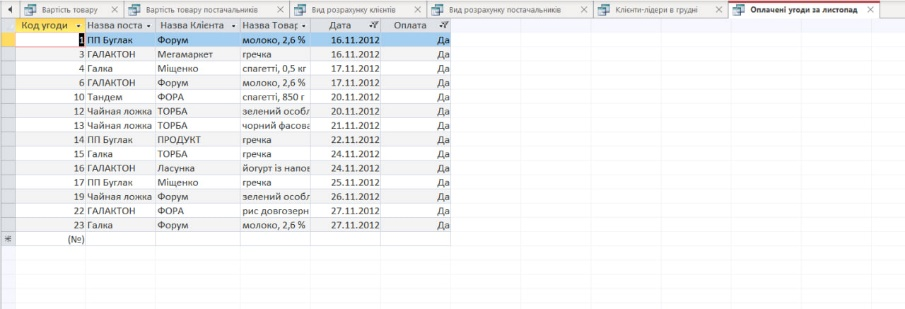 Вартість товару Вартість товару постачальників Вид розрахунку клієнтів Вид розрахунку постачальників Клієнти-лідери в грудні Оплачені угоди за листопад
Код угоди Назва поста Назва Клієнта Назва Товар Дата Оплата
1 ПП Буглак Форум молоко, 2,6 % 16.11.2012 Да
3 ГАЛАКТОН Мегамаркет гречка 16.11.2012 Да
4 Галка Міщенко спагетті, 0,5 кг 17.11.2012 Да
6 ГАЛАКТОН Форум молоко, 2,6 % 17.11.2012 Да
10 Тандем ФОРА спагетті, 850 г 20.11.2012 Да
12 Чайная ложка ТОРБА зелений особл 20.11.2012 Да
13 Чайная ложка ТОРБА чорний фасова 21.11.2012 Да
14 ПП Буглак ПРОДУКТ гречка 22.11.2012 Да
15 Галка ТОРБА гречка 24.11.2012 Да
16 ГАЛАКТОН Ласунка йогурт із напов 24.11.2012 Да
17 ПП Буглак Міщенко гречка 25.11.2012 Да
19 Чайная ложка Форум зелений особл 26.11.2012 Да
22 ГАЛАКТОН ФОРА рис довгозерн 27.11.2012 Да
23 Галка Форум молоко, 2,6 % 27.11.2012 Да
(№)